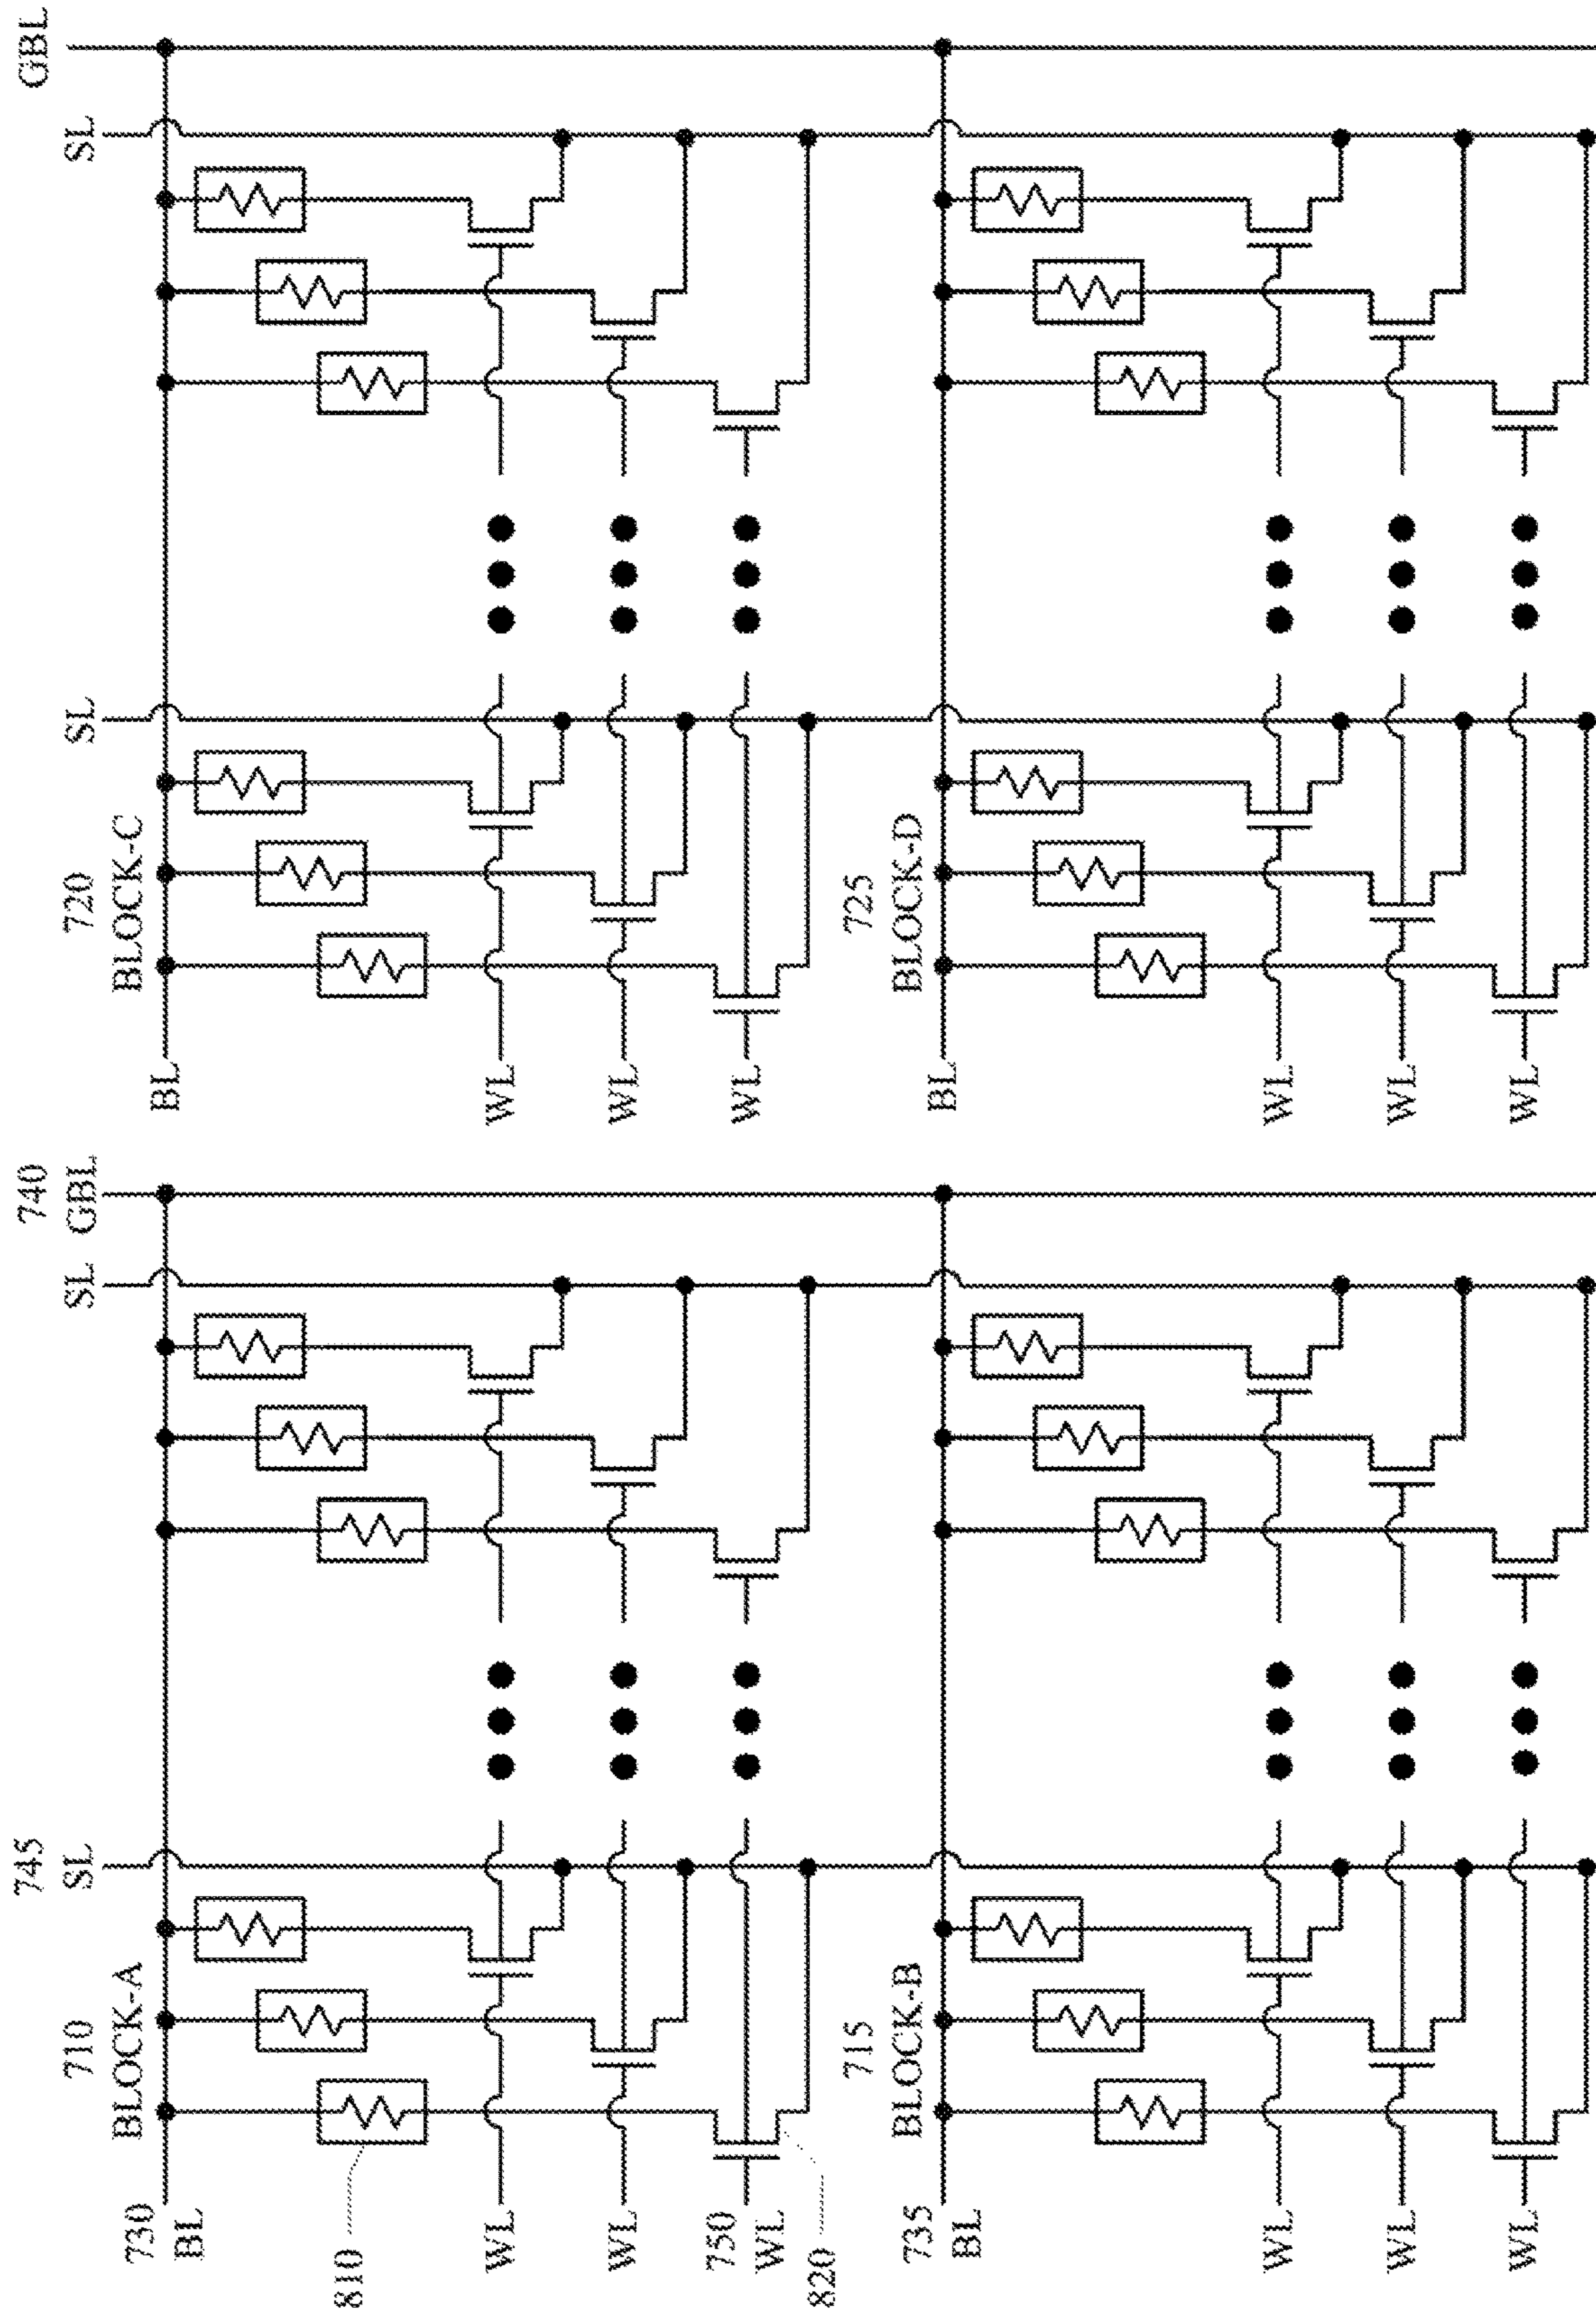 745 740 GBL
710 SL SL GBL 720 SL SL
730 BLOCK-A BLOCK-C
BL BL
810
WL WL
WL WL
750
WL WL
820
715 725
735 BLOCK-B BLOCK-D
BL BL
WL WL
WL WL
WL WL